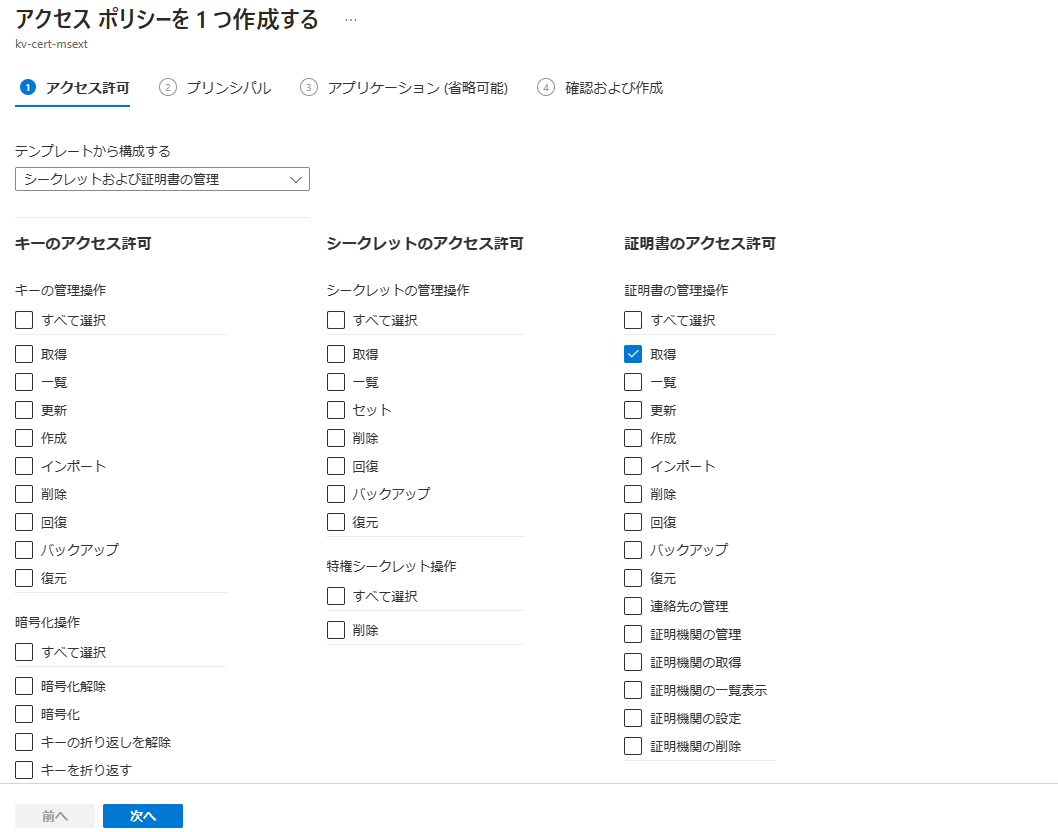 アクセス ポリシーを 1 つ作成する ...
kv-cert-msext
1 アクセス許可 2 プリンシパル 3 アプリケーション (省略可能) 4 確認および作成
テンプレートから構成する
シークレットおよび証明書の管理
キーのアクセス許可
キーの管理操作
すべて選択
取得
一覧
更新
作成
インポート
削除
回復
バックアップ
復元
暗号化操作
すべて選択
暗号化解除
暗号化
キーの折り返しを解除
キーを折り返す
シークレットのアクセス許可
シークレットの管理操作
すべて選択
取得
一覧
セット
削除
回復
バックアップ
復元
特権シークレット操作
すべて選択
削除
証明書のアクセス許可
証明書の管理操作
すべて選択
取得
一覧
更新
作成
インポート
削除
回復
バックアップ
復元
連絡先の管理
証明機関の管理
証明機関の取得
証明機関の一覧表示
証明機関の設定
証明機関の削除
前へ 次へ